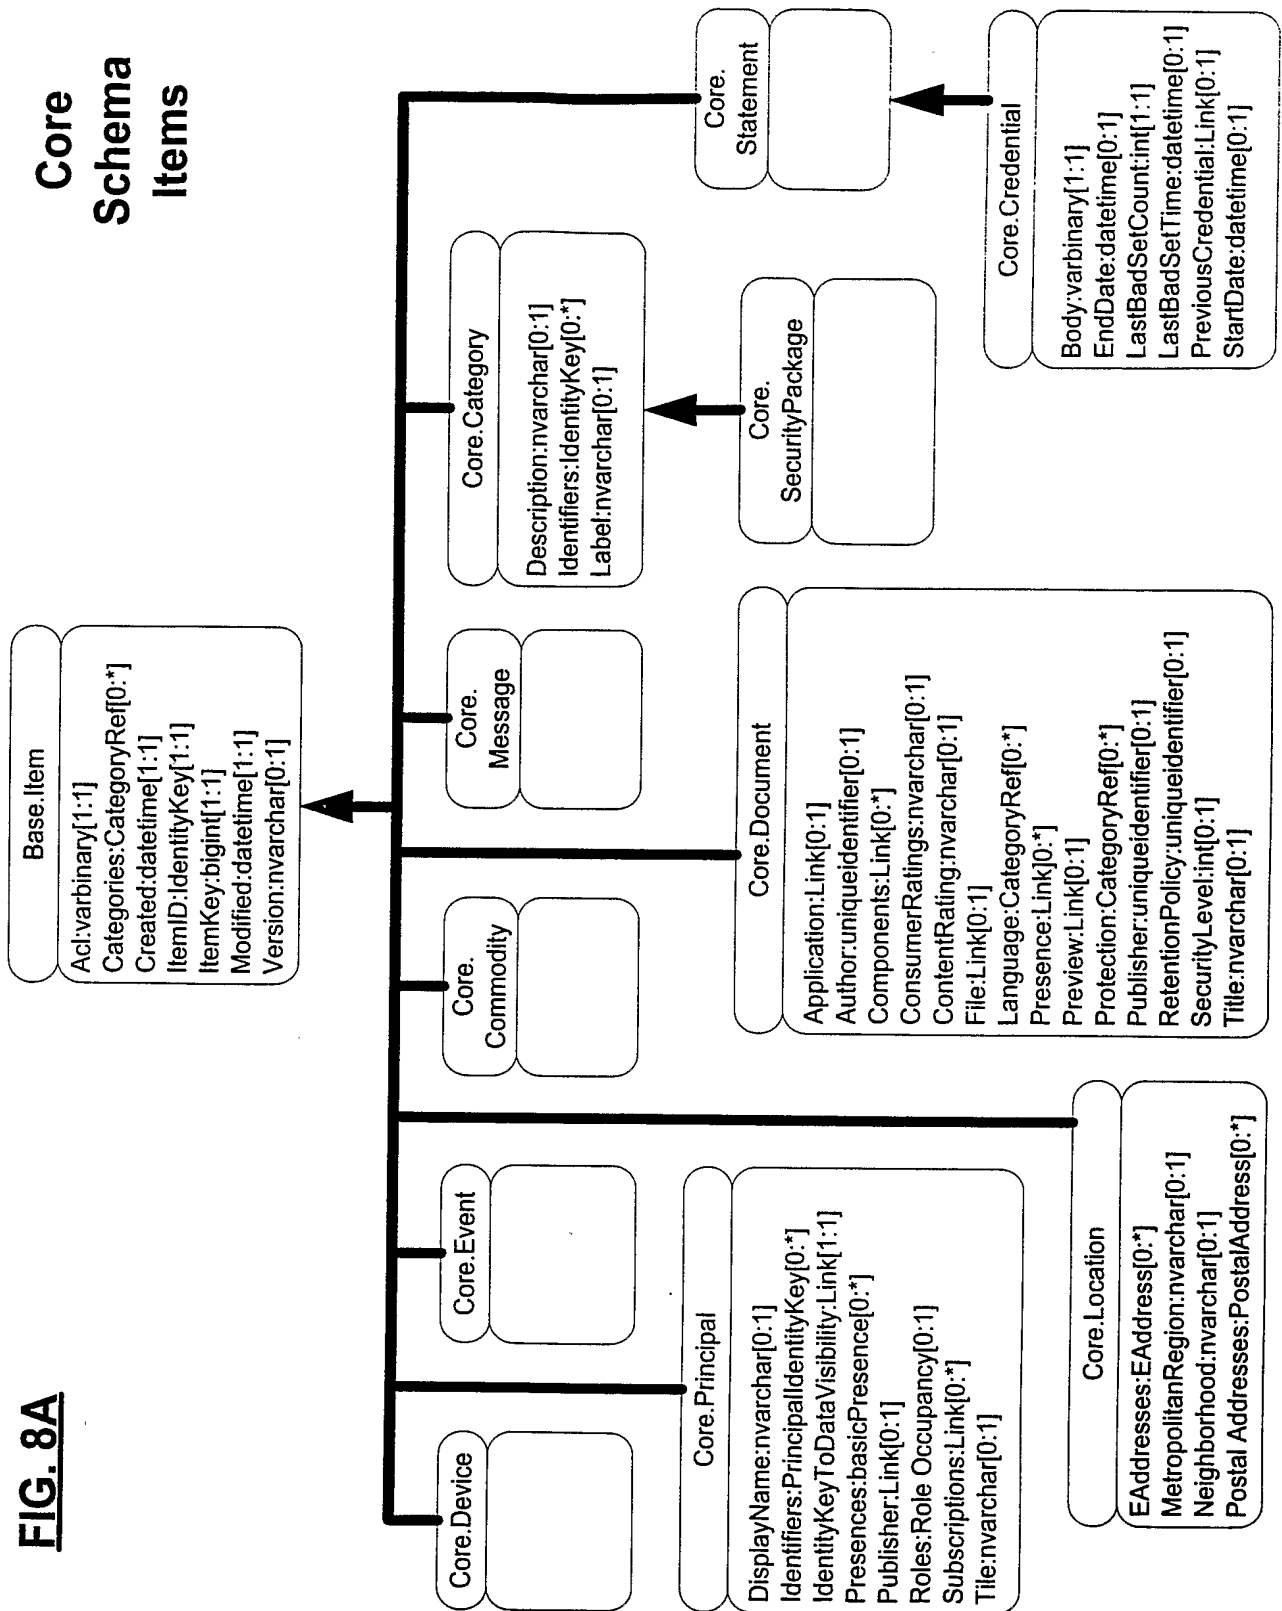 FIG. 8A
Core
Schema
Items
Base.Item
Acl:varbinary[1:1]
Categories:CategoryRef[0:*]
Created:datetime[1:1]
ItemID:IdentityKey[1:1]
ItemKey:bigint[1:1]
Modified:datetime[1:1]
Version:nvarchar[0:1]
Core.Device
Core.Event
Core.
Commodity
Core.
Message
Core.Category
Description:nvarchar[0:1]
Identifiers:IdentityKey[0:*]
Label:nvarchar[0:1]
Core.
Statement
Core.Principal
DisplayName:nvarchar[0:1]
Identifiers:PrincipalIdentityKey[0:*]
IdentityKeyToDataVisibility:Link[1:1]
Presences:basicPresence[0:*]
Publisher:Link[0:1]
Roles:Role Occupancy[0:1]
Subscriptions:Link[0:*]
Tile:nvarchar[0:1]
Core.Document
Application:Link[0:1]
Author:uniqueidentifier[0:1]
Components:Link[0:*]
ConsumerRatings:nvarchar[0:1]
ContentRating:nvarchar[0:1]
File:Link[0:1]
Language:CategoryRef[0:*]
Presence:Link]0:*]
Preview:Link[0:1]
Protection:CategoryRef[0:*]
Publisher:uniqueidentifier[0:1]
RetentionPolicy:uniqueidentifier[0:1]
SecurityLevel:int[0:1]
Title:nvarchar[0:1]
Core.
SecurityPackage
Core.Location
EAddresses:EAddress[0:*]
MetropolitanRegion:nvarchar[0:1]
Neighborhood:nvarchar[0:1]
Postal Addresses:PostalAddress[0:*]
Core.Credential
Body:varbinary[1:1]
EndDate:datetime[0:1]
LastBadSetCount:int[1:1]
LastBadSetTime:datetime[0:1]
PreviousCredential:Link[0:1]
StartDate:datetime[0:1]